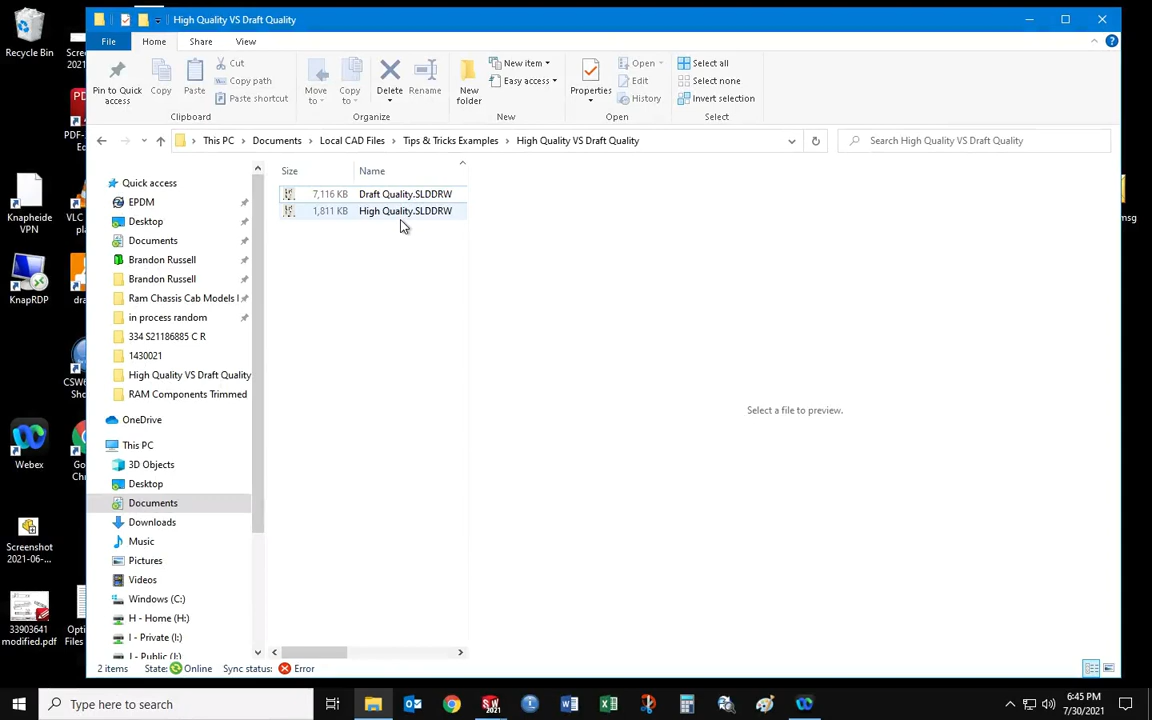 Recycle Bin
High Quality VS Draft Quality
File
Home
Share
View
Pin to Quick access
Copy
Paste
Cut
Copy path
Paste shortcut
Clipboard
Move to
Copy to
Delete
Rename
Organize
New folder
New item
Easy access
New
Properties
Open
Edit
History
Open
Select all
Select none
Invert selection
Select
This PC
Documents
Local CAD Files
Tips & Tricks Examples
High Quality VS Draft Quality
Search High Quality VS Draft Quality
Size
Name
7,116 KB
Draft Quality.SLDDRW
1,811 KB
High Quality.SLDDRW
Quick access
EPDM
Desktop
Documents
Brandon Russell
Brandon Russell
Ram Chassis Cab Models
in process random
334 S21186885 C R
1430021
High Quality VS Draft Quality
RAM Components Trimmed
OneDrive
This PC
3D Objects
Desktop
Documents
Downloads
Music
Pictures
Videos
Windows (C:)
H - Home (H:)
I - Private (I:)
Select a file to preview.
2 items
State:
Online
Sync status:
Error
Knapheide VPN
KnapRDP
Webex
Screenshot 2021-06-...
33903641 modified.pdf
Type here to search
SW
2021
6:45 PM
7/30/2021